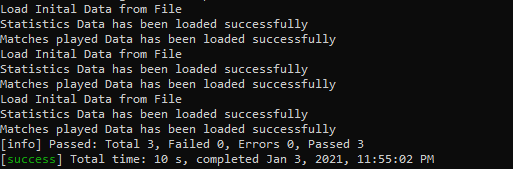 Load Inital Data from File
Statistics Data has been loaded successfully
Matches played Data has been loaded successfully
Load Inital Data from File
Statistics Data has been loaded successfully
Matches played Data has been loaded successfully
Load Inital Data from File
Statistics Data has been loaded successfully
Matches played Data has been loaded successfully
[info] Passed: Total 3, Failed 0, Errors 0, Passed 3
[success] Total time: 10 s, completed Jan 3, 2021, 11:55:02 PM